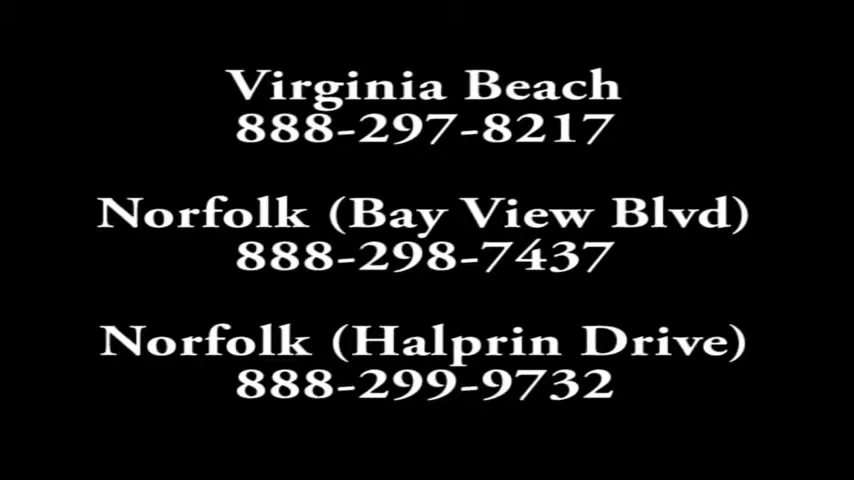 Virginia Beach
888-297-8217
Norfolk (Bay View Blvd)
888-298-7437
Norfolk (Halprin Drive)
888-299-9732